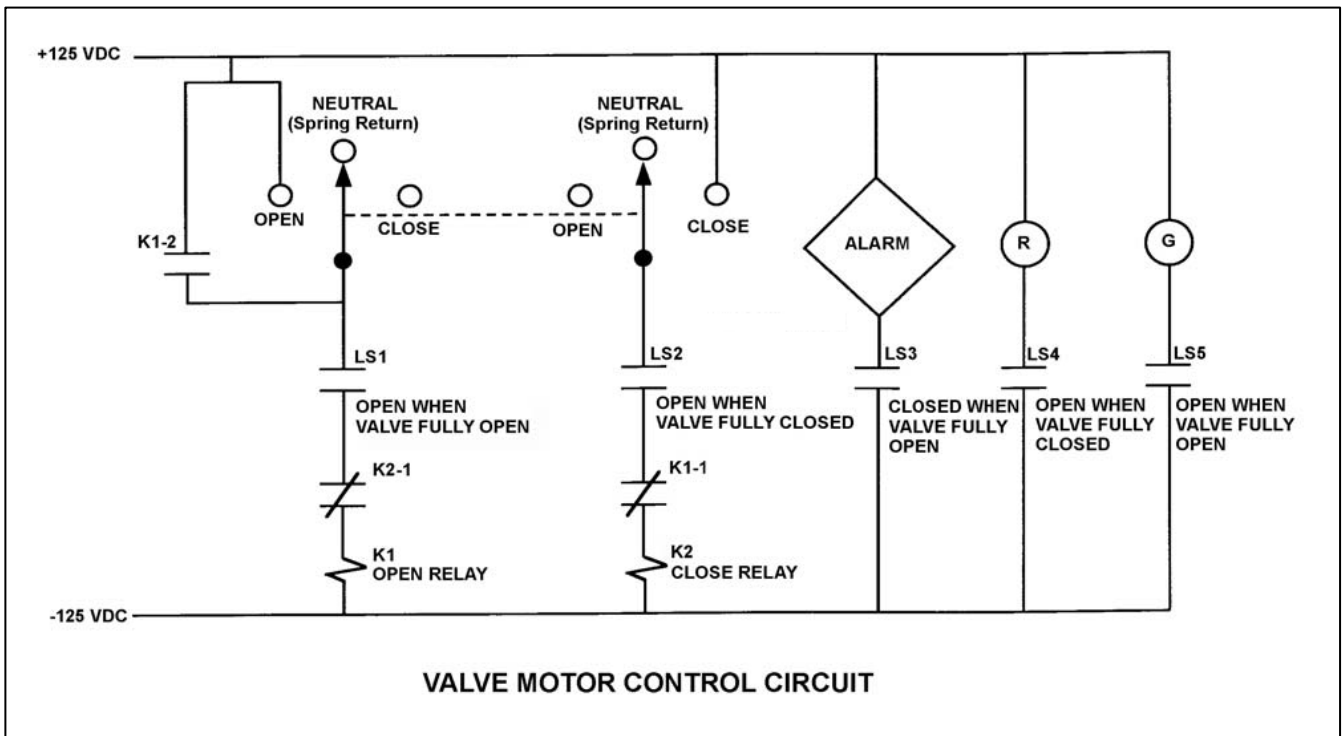 +125 VDC
NEUTRAL
(Spring Return)
NEUTRAL
(Spring Return)
OPEN
CLOSE
OPEN
CLOSE
K1-2
ALARM
R
G
LS1
OPEN WHEN
VALVE FULLY OPEN
LS2
OPEN WHEN
VALVE FULLY CLOSED
LS3
CLOSED WHEN
VALVE FULLY
OPEN
LS4
OPEN WHEN
VALVE FULLY
CLOSED
LS5
OPEN WHEN
VALVE FULLY
OPEN
K2-1
K1-1
K1
OPEN RELAY
K2
CLOSE RELAY
-125 VDC
VALVE MOTOR CONTROL CIRCUIT